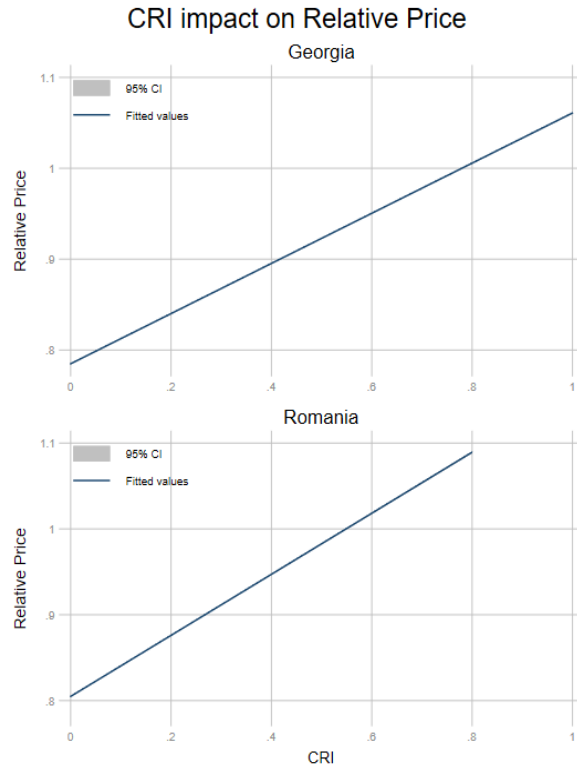 CRI impact on Relative Price
Georgia
1.1
95% CI
Fitted values
1
Relative Price
.9
.8
0 .2 .4 .6 .8 1
Romania
1.1
95% CI
Fitted values
1
Relative Price
.9
.8
0 .2 .4 .6 .8 1
CRI